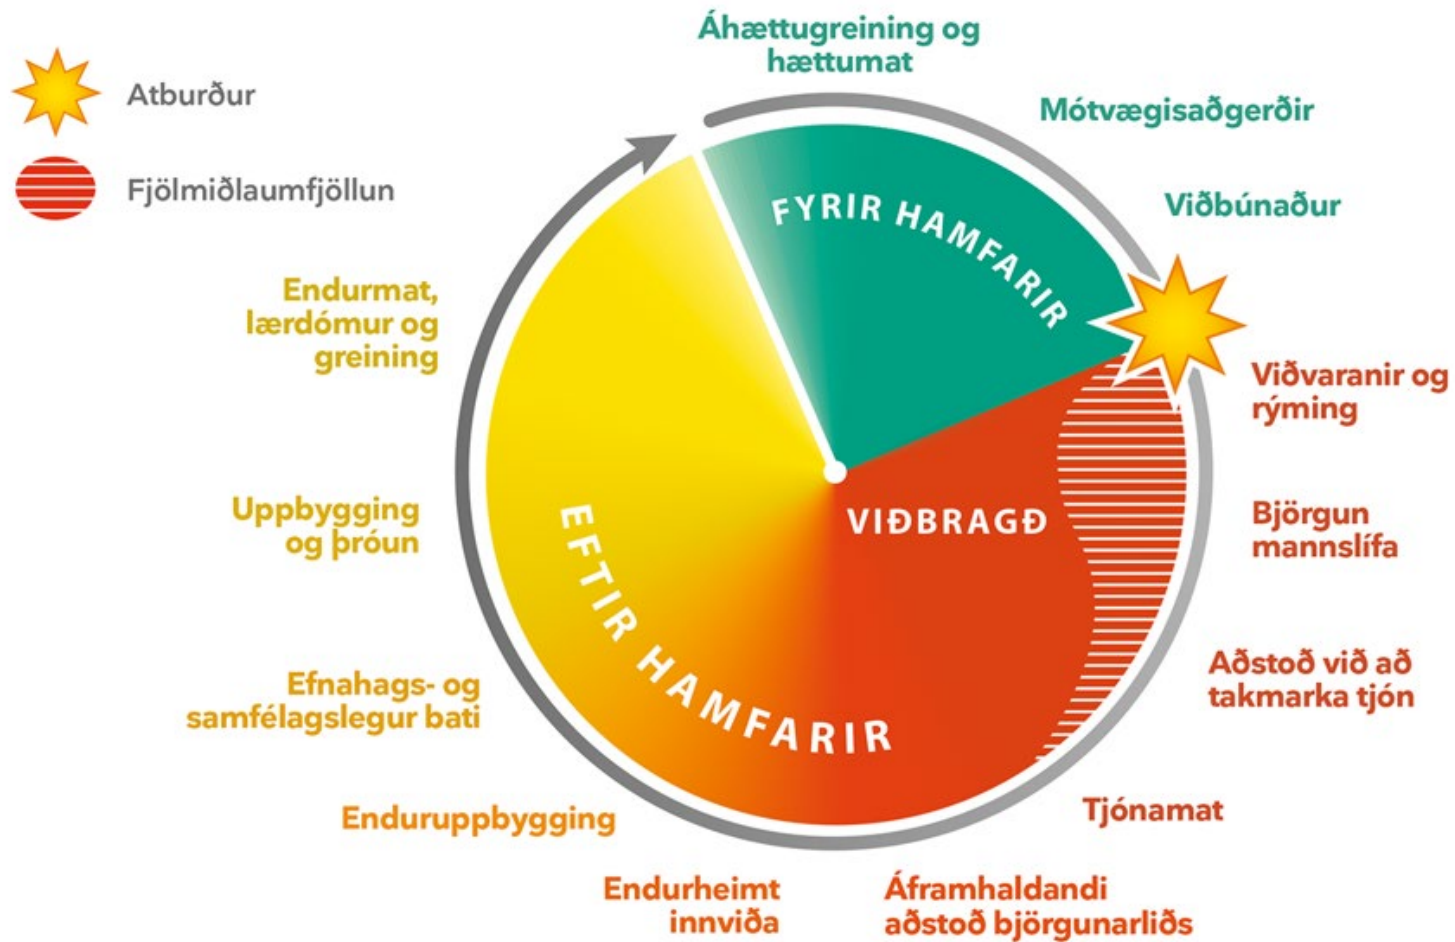 Atburður
Fjölmiðlaumfjöllun
Áhættugreining og
hættumat
Mótvægisaðgerðir
Viðbúnaður
Viðvaranir og
rýming
Björgun
mannslífa
Aðstoð við að
takmarka tjón
Tjónamat
Áframhaldandi
aðstoð björgunarliðs
Endurheimt
innviða
Enduruppbygging
Efnahags- og
samfélagslegur bati
Uppbygging
og þróun
Endurmat,
lærdómur og
greining
FYRIR HAMFARIR
VIÐBRAGÐ
EFTIR HAMFARIR